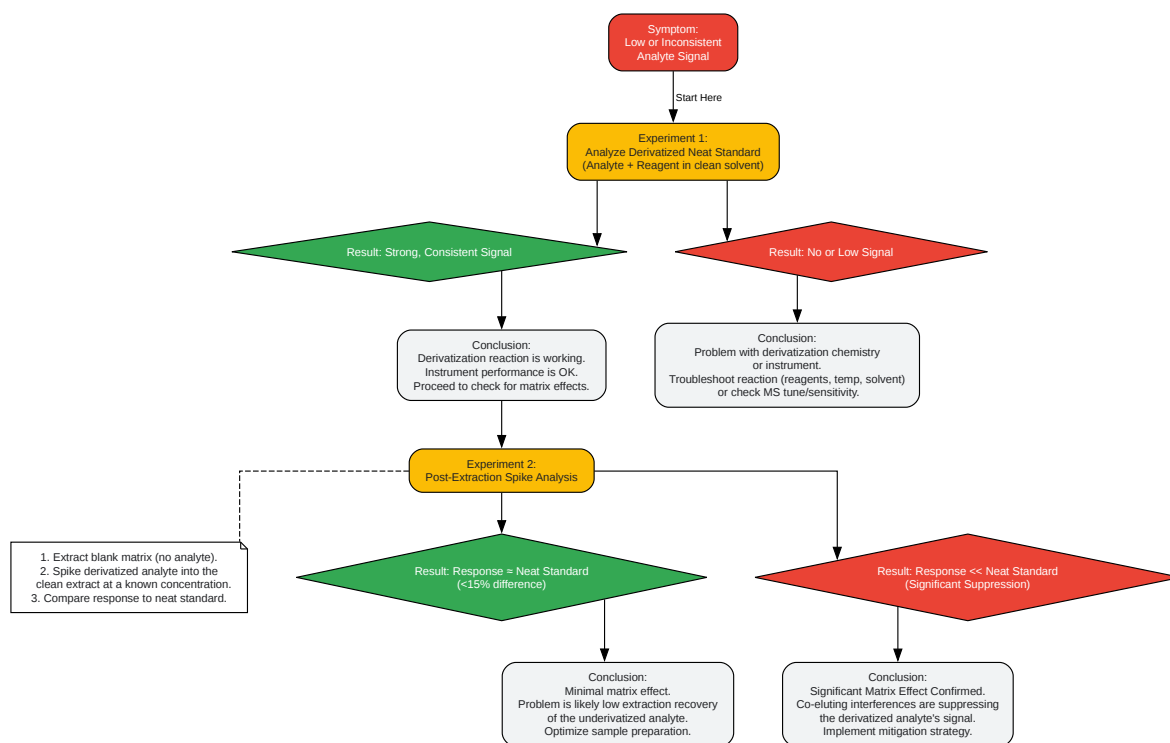 Symptom:
Low or Inconsistent
Analyte Signal
Start Here
Experiment 1:
Analyze Derivatized Neat Standard
(Analyte + Reagent in clean solvent)
Result: Strong, Consistent Signal
Result: No or Low Signal
Conclusion:
Derivatization reaction is working.
Instrument performance is OK.
Proceed to check for matrix effects.
Conclusion:
Problem with derivatization chemistry
or instrument.
Troubleshoot reaction (reagents, temp, solvent)
or check MS tune/sensitivity.
Experiment 2:
Post-Extraction Spike Analysis
1. Extract blank matrix (no analyte).
2. Spike derivatized analyte into the
clean extract at a known concentration.
3. Compare response to neat standard.
Result: Response ≈ Neat Standard
(<15% difference)
Result: Response << Neat Standard
(Significant Suppression)
Conclusion:
Minimal matrix effect.
Problem is likely low extraction recovery
of the underivatized analyte.
Optimize sample preparation.
Conclusion:
Significant Matrix Effect Confirmed.
Co-eluting interferences are suppressing
the derivatized analyte's signal.
Implement mitigation strategy.